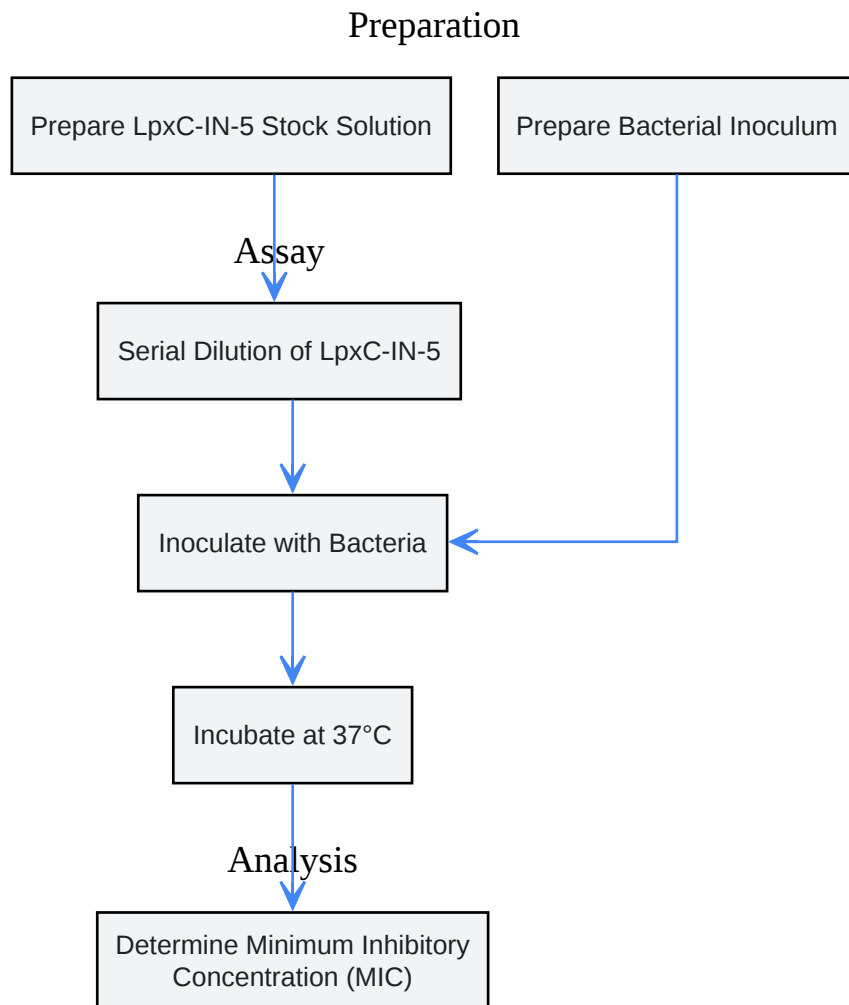 Preparation
Prepare LpxC-IN-5 Stock Solution
Prepare Bacterial Inoculum
Assay
Serial Dilution of LpxC-IN-5
Inoculate with Bacteria
Incubate at 37°C
Analysis
Determine Minimum Inhibitory
Concentration (MIC)